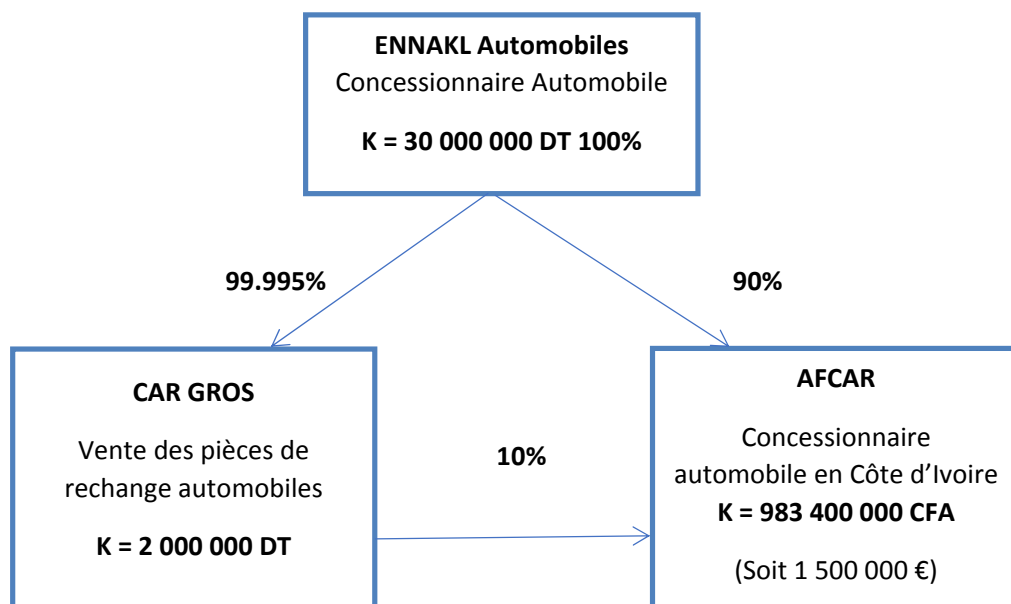 ENNAKL Automobiles
Concessionnaire Automobile
K = 30 000 000 DT 100%
99.995%
90%
CAR GROS
Vente des pièces de
rechange automobiles
K = 2 000 000 DT
10%
AFCAR
Concessionnaire
automobile en Côte d’Ivoire
K = 983 400 000 CFA
(Soit 1 500 000 €)